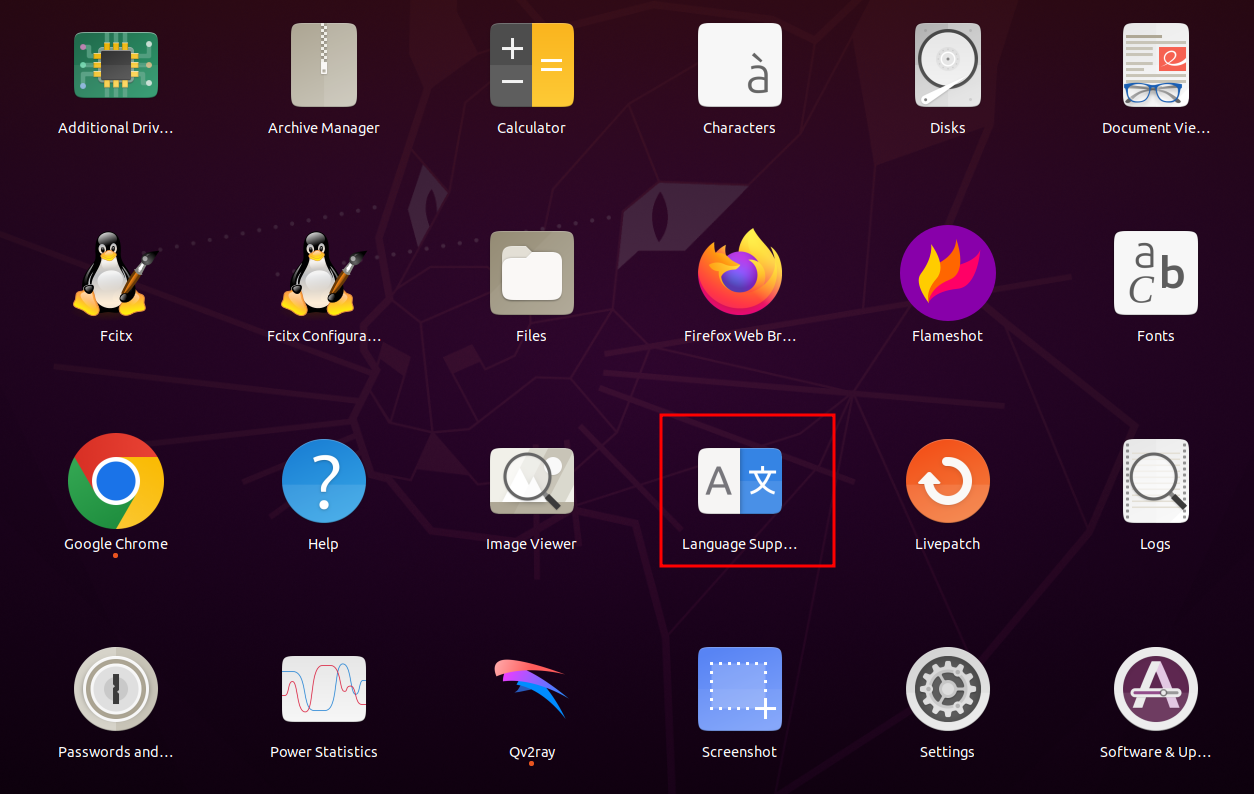 Additional Driv…
Archive Manager
Calculator
à
Characters
Disks
Document Vie…
Fcitx
Fcitx Configura…
Files
Firefox Web Br…
Flameshot
a
b
C
Fonts
Google Chrome
?
Help
Image Viewer
A 文
Language Supp…
Livepatch
Logs
Passwords and…
Power Statistics
Qv2ray
Screenshot
Settings
A
Software & Up…